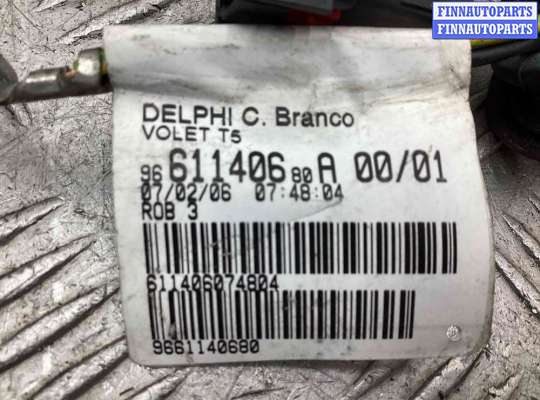 FINNAUTOPARTS
FINNAUTOPARTS
DELPHI C. Branco
VOLET T5
96 611406 80 A 00/01
07/02/06 07:48:04
ROB 3
611406074804
9661140680